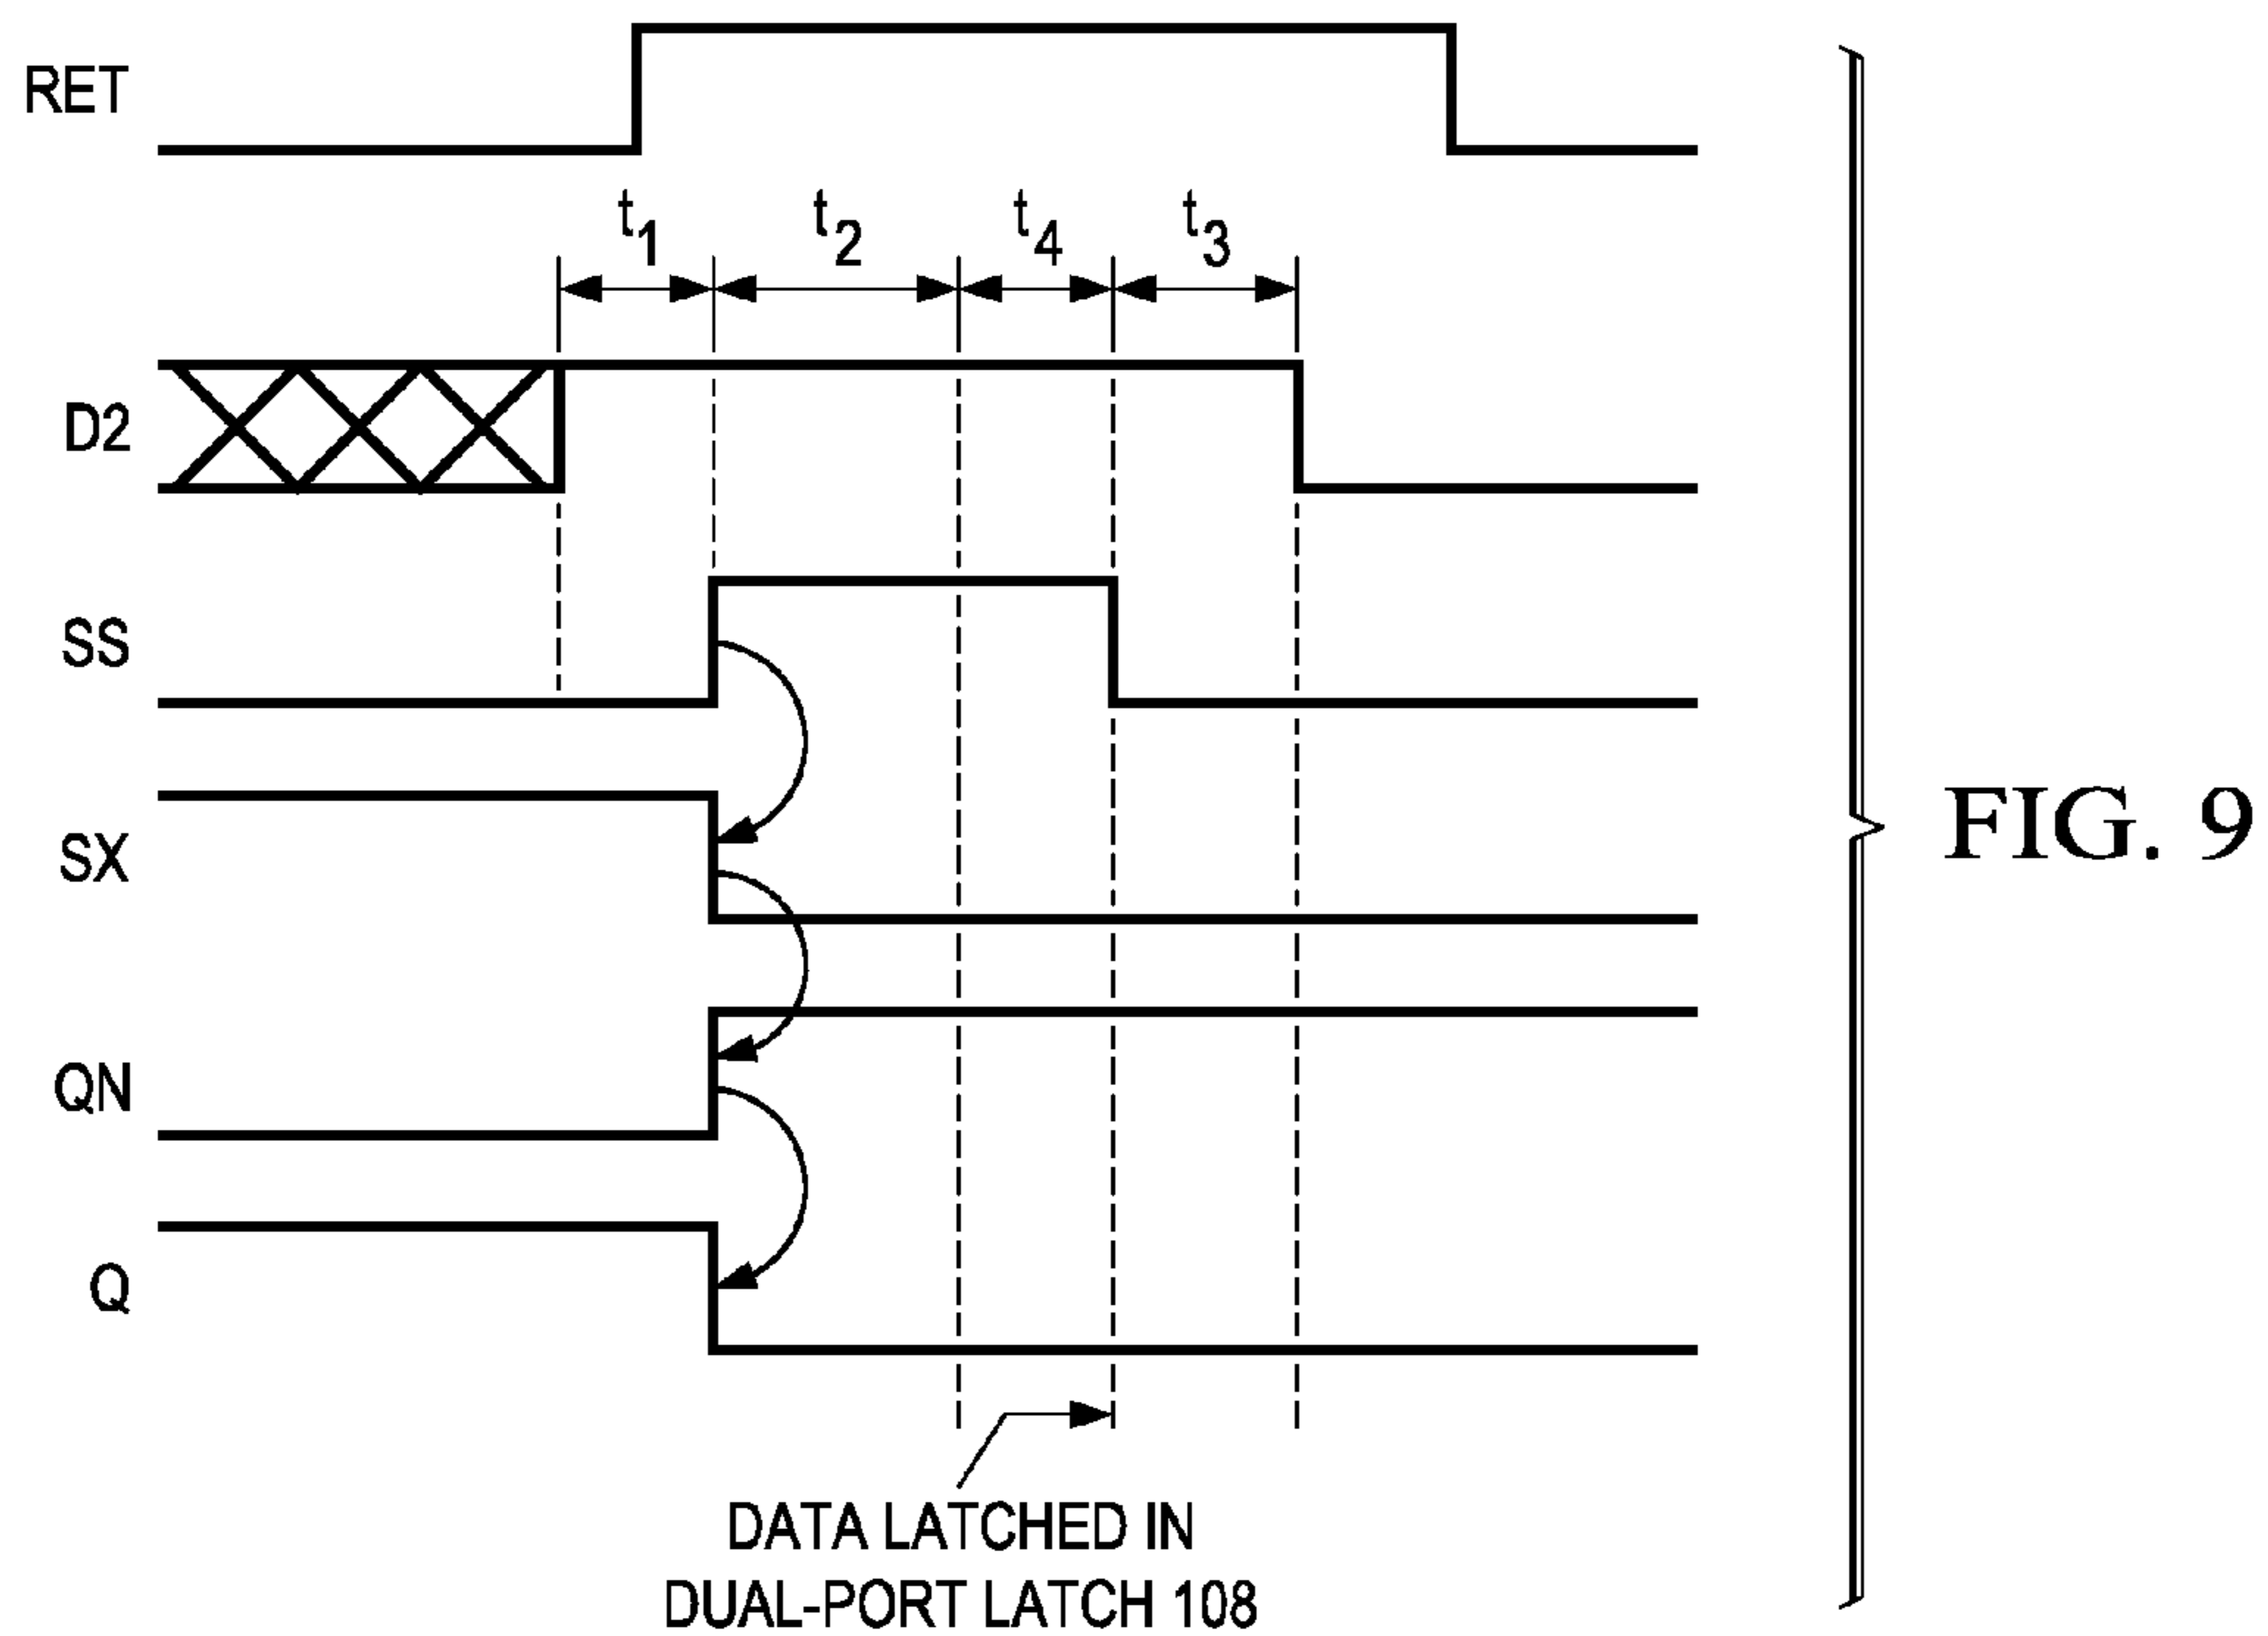 RET
t1
t2
t4
t3
D2
SS
SX
QN
Q
DATA LATCHED IN
DUAL-PORT LATCH 108
FIG. 9